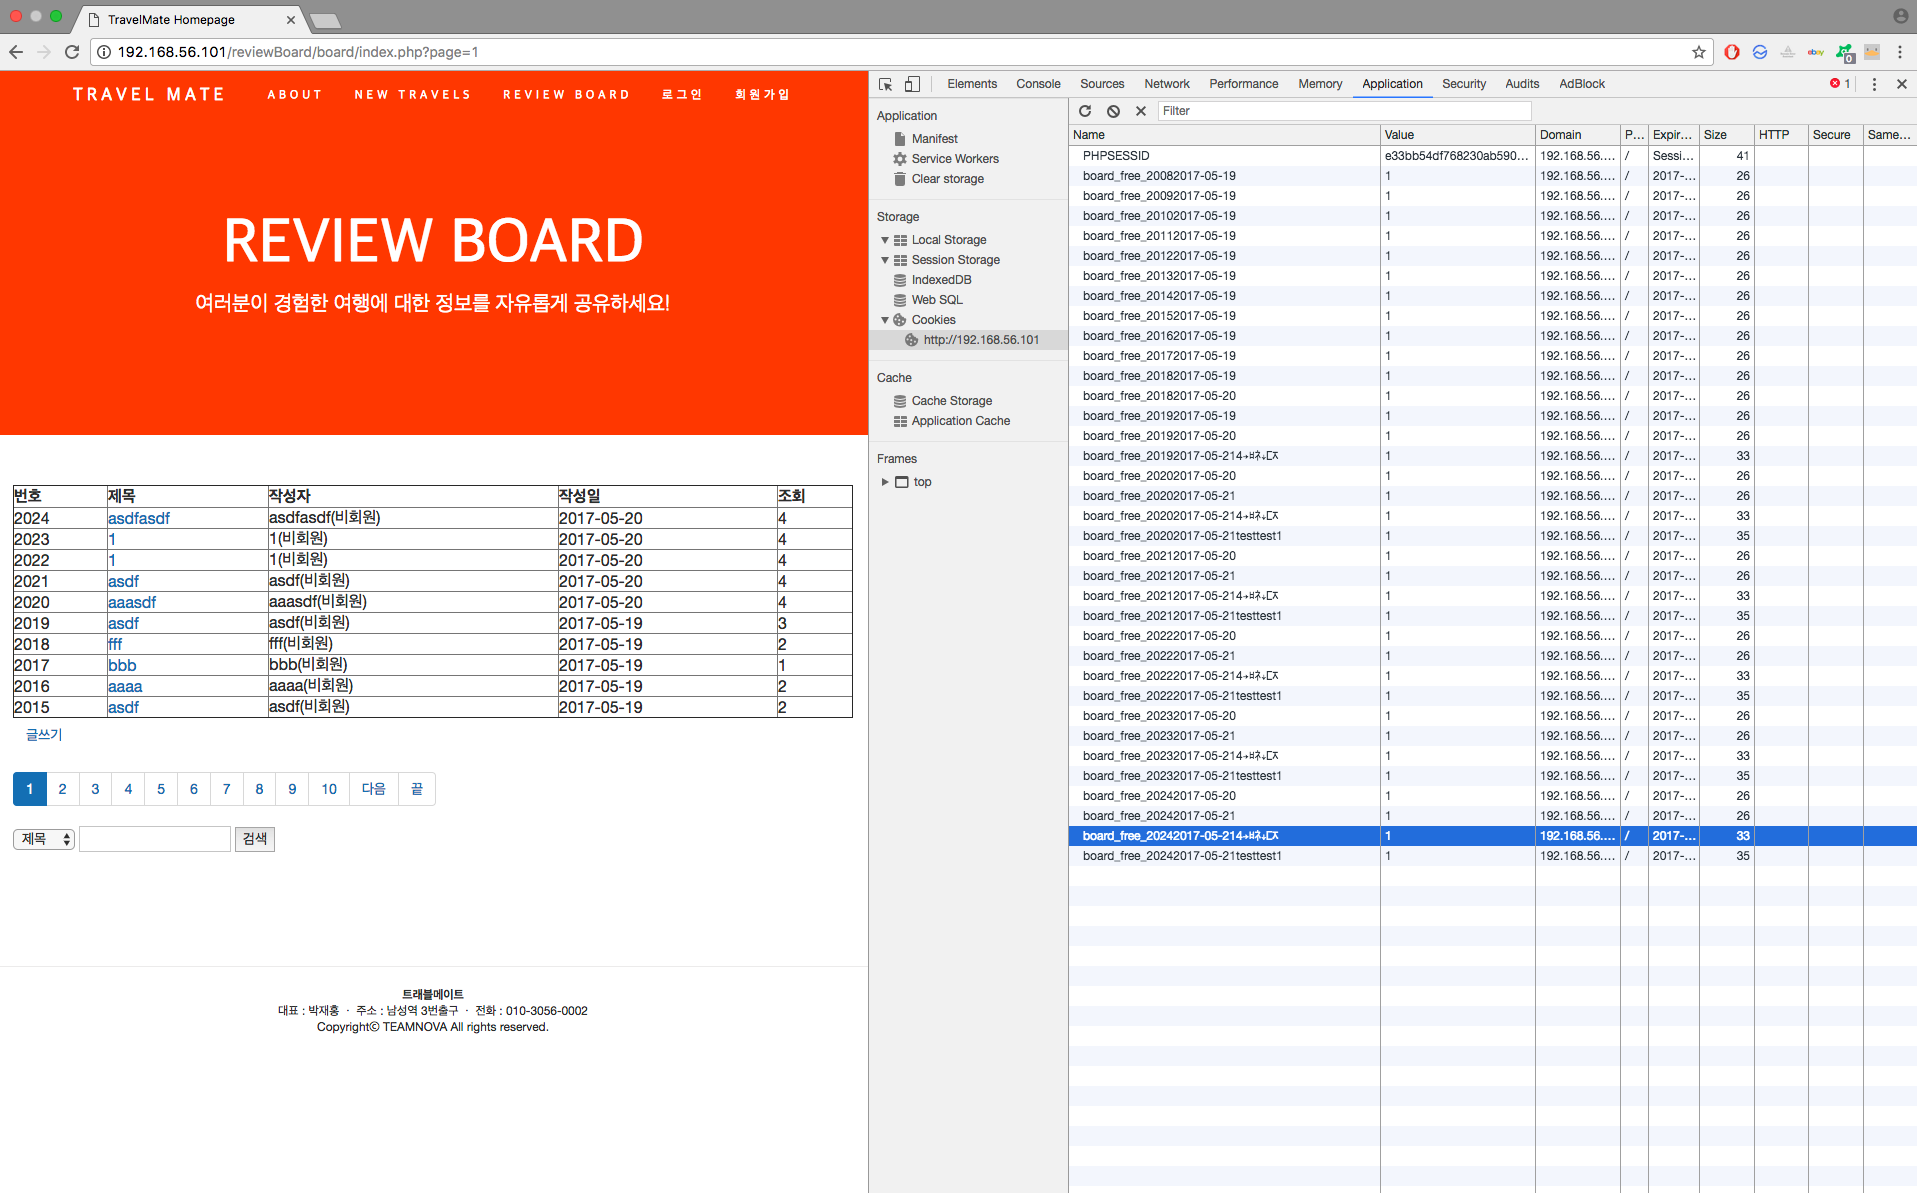 TravelMate Homepage
192.168.56.101/reviewBoard/board/index.php?page=1
ebay
0
TRAVEL MATE ABOUT NEW TRAVELS REVIEW BOARD 로그인 회원가입
REVIEW BOARD
여러분이 경험한 여행에 대한 정보를 자유롭게 공유하세요!
번호 제목 작성자 작성일 조회
2024 asdfasdf asdfasdf(비회원) 2017-05-20 4
2023 1 1(비회원) 2017-05-20 4
2022 1 1(비회원) 2017-05-20 4
2021 asdf asdf(비회원) 2017-05-20 4
2020 aaasdf aaasdf(비회원) 2017-05-20 4
2019 asdf asdf(비회원) 2017-05-19 3
2018 fff fff(비회원) 2017-05-19 2
2017 bbb bbb(비회원) 2017-05-19 1
2016 aaaa aaaa(비회원) 2017-05-19 2
2015 asdf asdf(비회원) 2017-05-19 2
글쓰기
1 2 3 4 5 6 7 8 9 10 다음 끝
제목 검색
트래블메이트
대표 : 박재홍 · 주소 : 남성역 3번출구 · 전화 : 010-3056-0002
Copyright© TEAMNOVA All rights reserved.
Elements Console Sources Network Performance Memory Application Security Audits AdBlock 1
Application
Manifest
Service Workers
Clear storage
Storage
Local Storage
Session Storage
IndexedDB
Web SQL
Cookies
http://192.168.56.101
Cache
Cache Storage
Application Cache
Frames
top
Filter
Name Value Domain P... Expir... Size HTTP Secure Same...
PHPSESSID e33bb54df768230ab590... 192.168.56.... / Sessi... 41
board_free_20082017-05-19 1 192.168.56.... / 2017-... 26
board_free_20092017-05-19 1 192.168.56.... / 2017-... 26
board_free_20102017-05-19 1 192.168.56.... / 2017-... 26
board_free_20112017-05-19 1 192.168.56.... / 2017-... 26
board_free_20122017-05-19 1 192.168.56.... / 2017-... 26
board_free_20132017-05-19 1 192.168.56.... / 2017-... 26
board_free_20142017-05-19 1 192.168.56.... / 2017-... 26
board_free_20152017-05-19 1 192.168.56.... / 2017-... 26
board_free_20162017-05-19 1 192.168.56.... / 2017-... 26
board_free_20172017-05-19 1 192.168.56.... / 2017-... 26
board_free_20182017-05-19 1 192.168.56.... / 2017-... 26
board_free_20182017-05-20 1 192.168.56.... / 2017-... 26
board_free_20192017-05-19 1 192.168.56.... / 2017-... 26
board_free_20192017-05-20 1 192.168.56.... / 2017-... 26
1 192.168.56.... / 2017-... 33
board_free_20202017-05-20 1 192.168.56.... / 2017-... 26
board_free_20202017-05-21 1 192.168.56.... / 2017-... 26
1 192.168.56.... / 2017-... 33
board_free_20202017-05-21testtest1 1 192.168.56.... / 2017-... 35
board_free_20212017-05-20 1 192.168.56.... / 2017-... 26
board_free_20212017-05-21 1 192.168.56.... / 2017-... 26
1 192.168.56.... / 2017-... 33
board_free_20212017-05-21testtest1 1 192.168.56.... / 2017-... 35
board_free_20222017-05-20 1 192.168.56.... / 2017-... 26
board_free_20222017-05-21 1 192.168.56.... / 2017-... 26
1 192.168.56.... / 2017-... 33
board_free_20222017-05-21testtest1 1 192.168.56.... / 2017-... 35
board_free_20232017-05-20 1 192.168.56.... / 2017-... 26
board_free_20232017-05-21 1 192.168.56.... / 2017-... 26
1 192.168.56.... / 2017-... 33
board_free_20232017-05-21testtest1 1 192.168.56.... / 2017-... 35
board_free_20242017-05-20 1 192.168.56.... / 2017-... 26
board_free_20242017-05-21 1 192.168.56.... / 2017-... 26
1 192.168.56.... / 2017-... 33
board_free_20242017-05-21testtest1 1 192.168.56.... / 2017-... 35